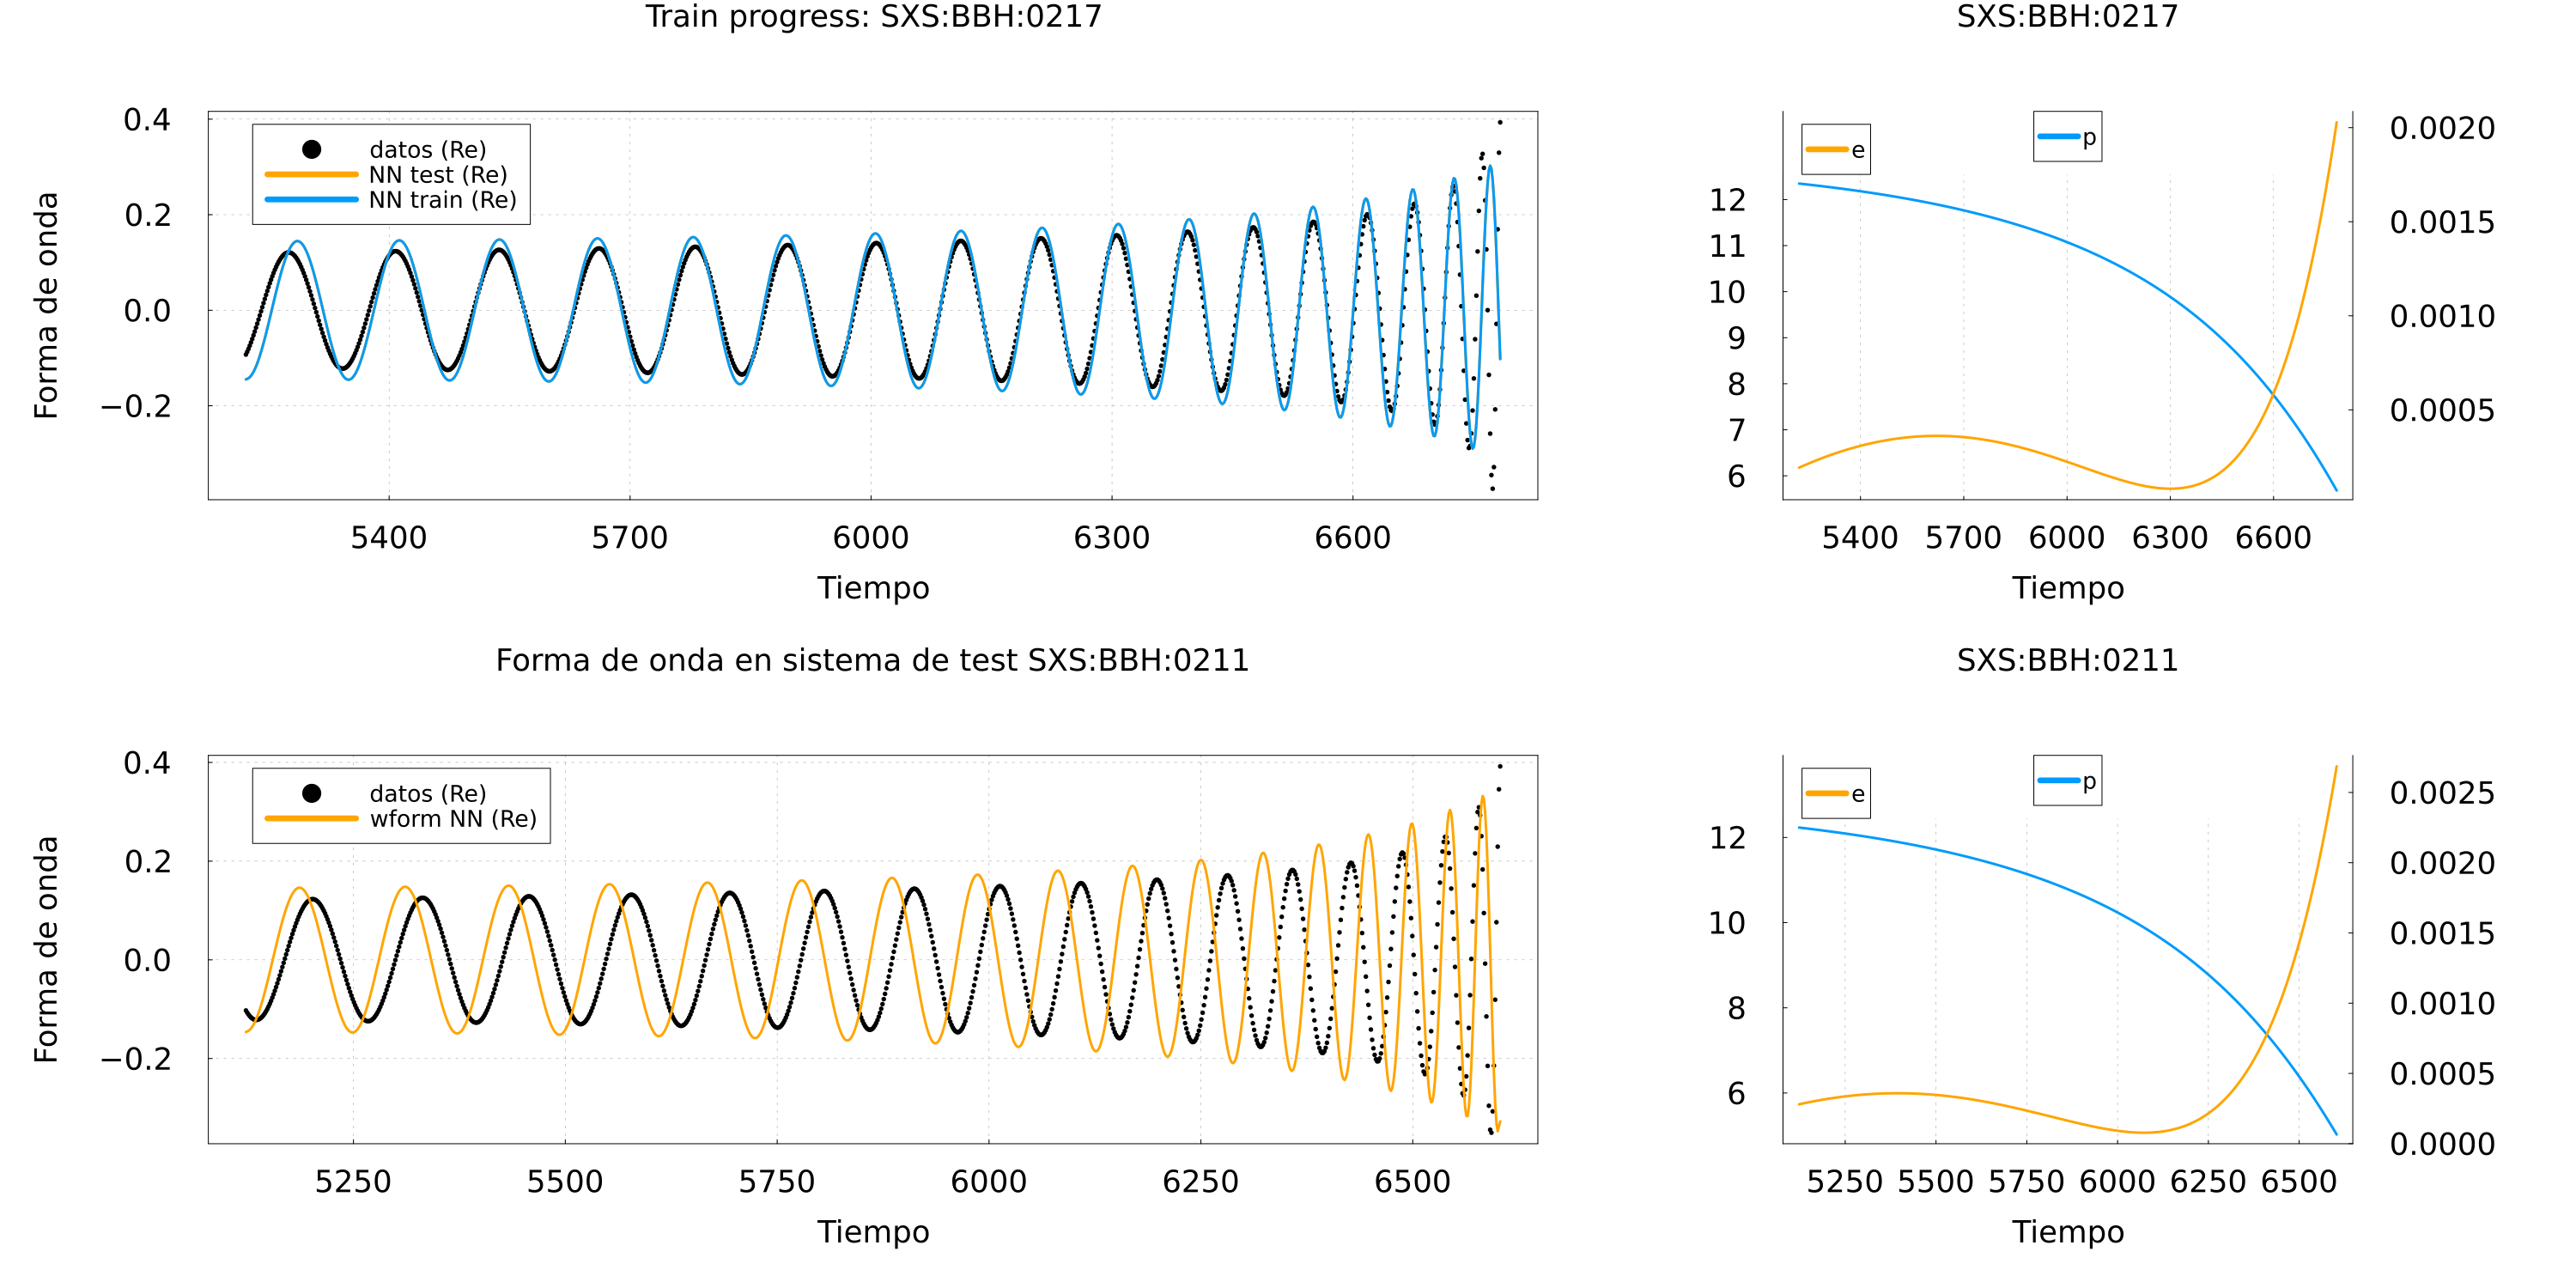 Train progress: SXS:BBH:0217
Forma de onda
0.4
0.2
0.0
−0.2
datos (Re)
NN test (Re)
NN train (Re)
5400 5700 6000 6300 6600
Tiempo
SXS:BBH:0217
e
p
12
11
10
9
8
7
6
0.0020
0.0015
0.0010
0.0005
5400 5700 6000 6300 6600
Tiempo
Forma de onda en sistema de test SXS:BBH:0211
Forma de onda
0.4
0.2
0.0
−0.2
datos (Re)
wform NN (Re)
5250 5500 5750 6000 6250 6500
Tiempo
SXS:BBH:0211
e
p
12
10
8
6
0.0025
0.0020
0.0015
0.0010
0.0005
0.0000
5250 5500 5750 6000 6250 6500
Tiempo